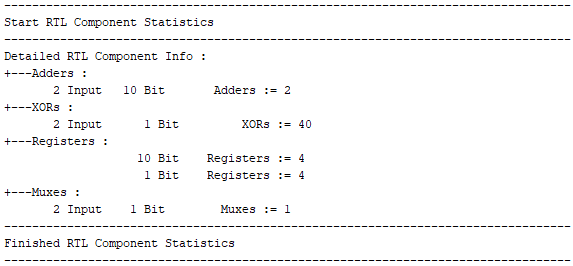 ---------------------------------------------------------------------------------
Start RTL Component Statistics
---------------------------------------------------------------------------------
Detailed RTL Component Info :
+---Adders :
       2 Input   10 Bit       Adders := 2
+---XORs :
       2 Input      1 Bit         XORs := 40
+---Registers :
                   10 Bit    Registers := 4
                    1 Bit    Registers := 4
+---Muxes :
       2 Input    1 Bit        Muxes := 1
---------------------------------------------------------------------------------
Finished RTL Component Statistics
---------------------------------------------------------------------------------